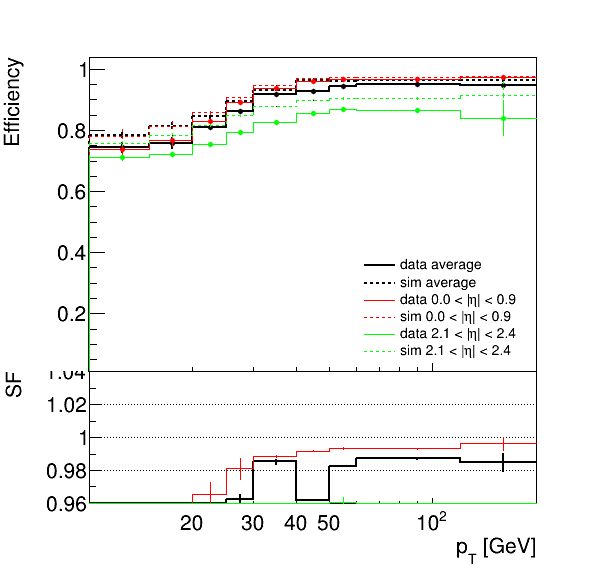 Efficiency
1
0.8
0.6
0.4
0.2
data average
sim average
data 0.0 < |η| < 0.9
sim 0.0 < |η| < 0.9
data 2.1 < |η| < 2.4
sim 2.1 < |η| < 2.4
SF
1.04
1.02
1
0.98
0.96
20 30 40 50 10²
p_T [GeV]